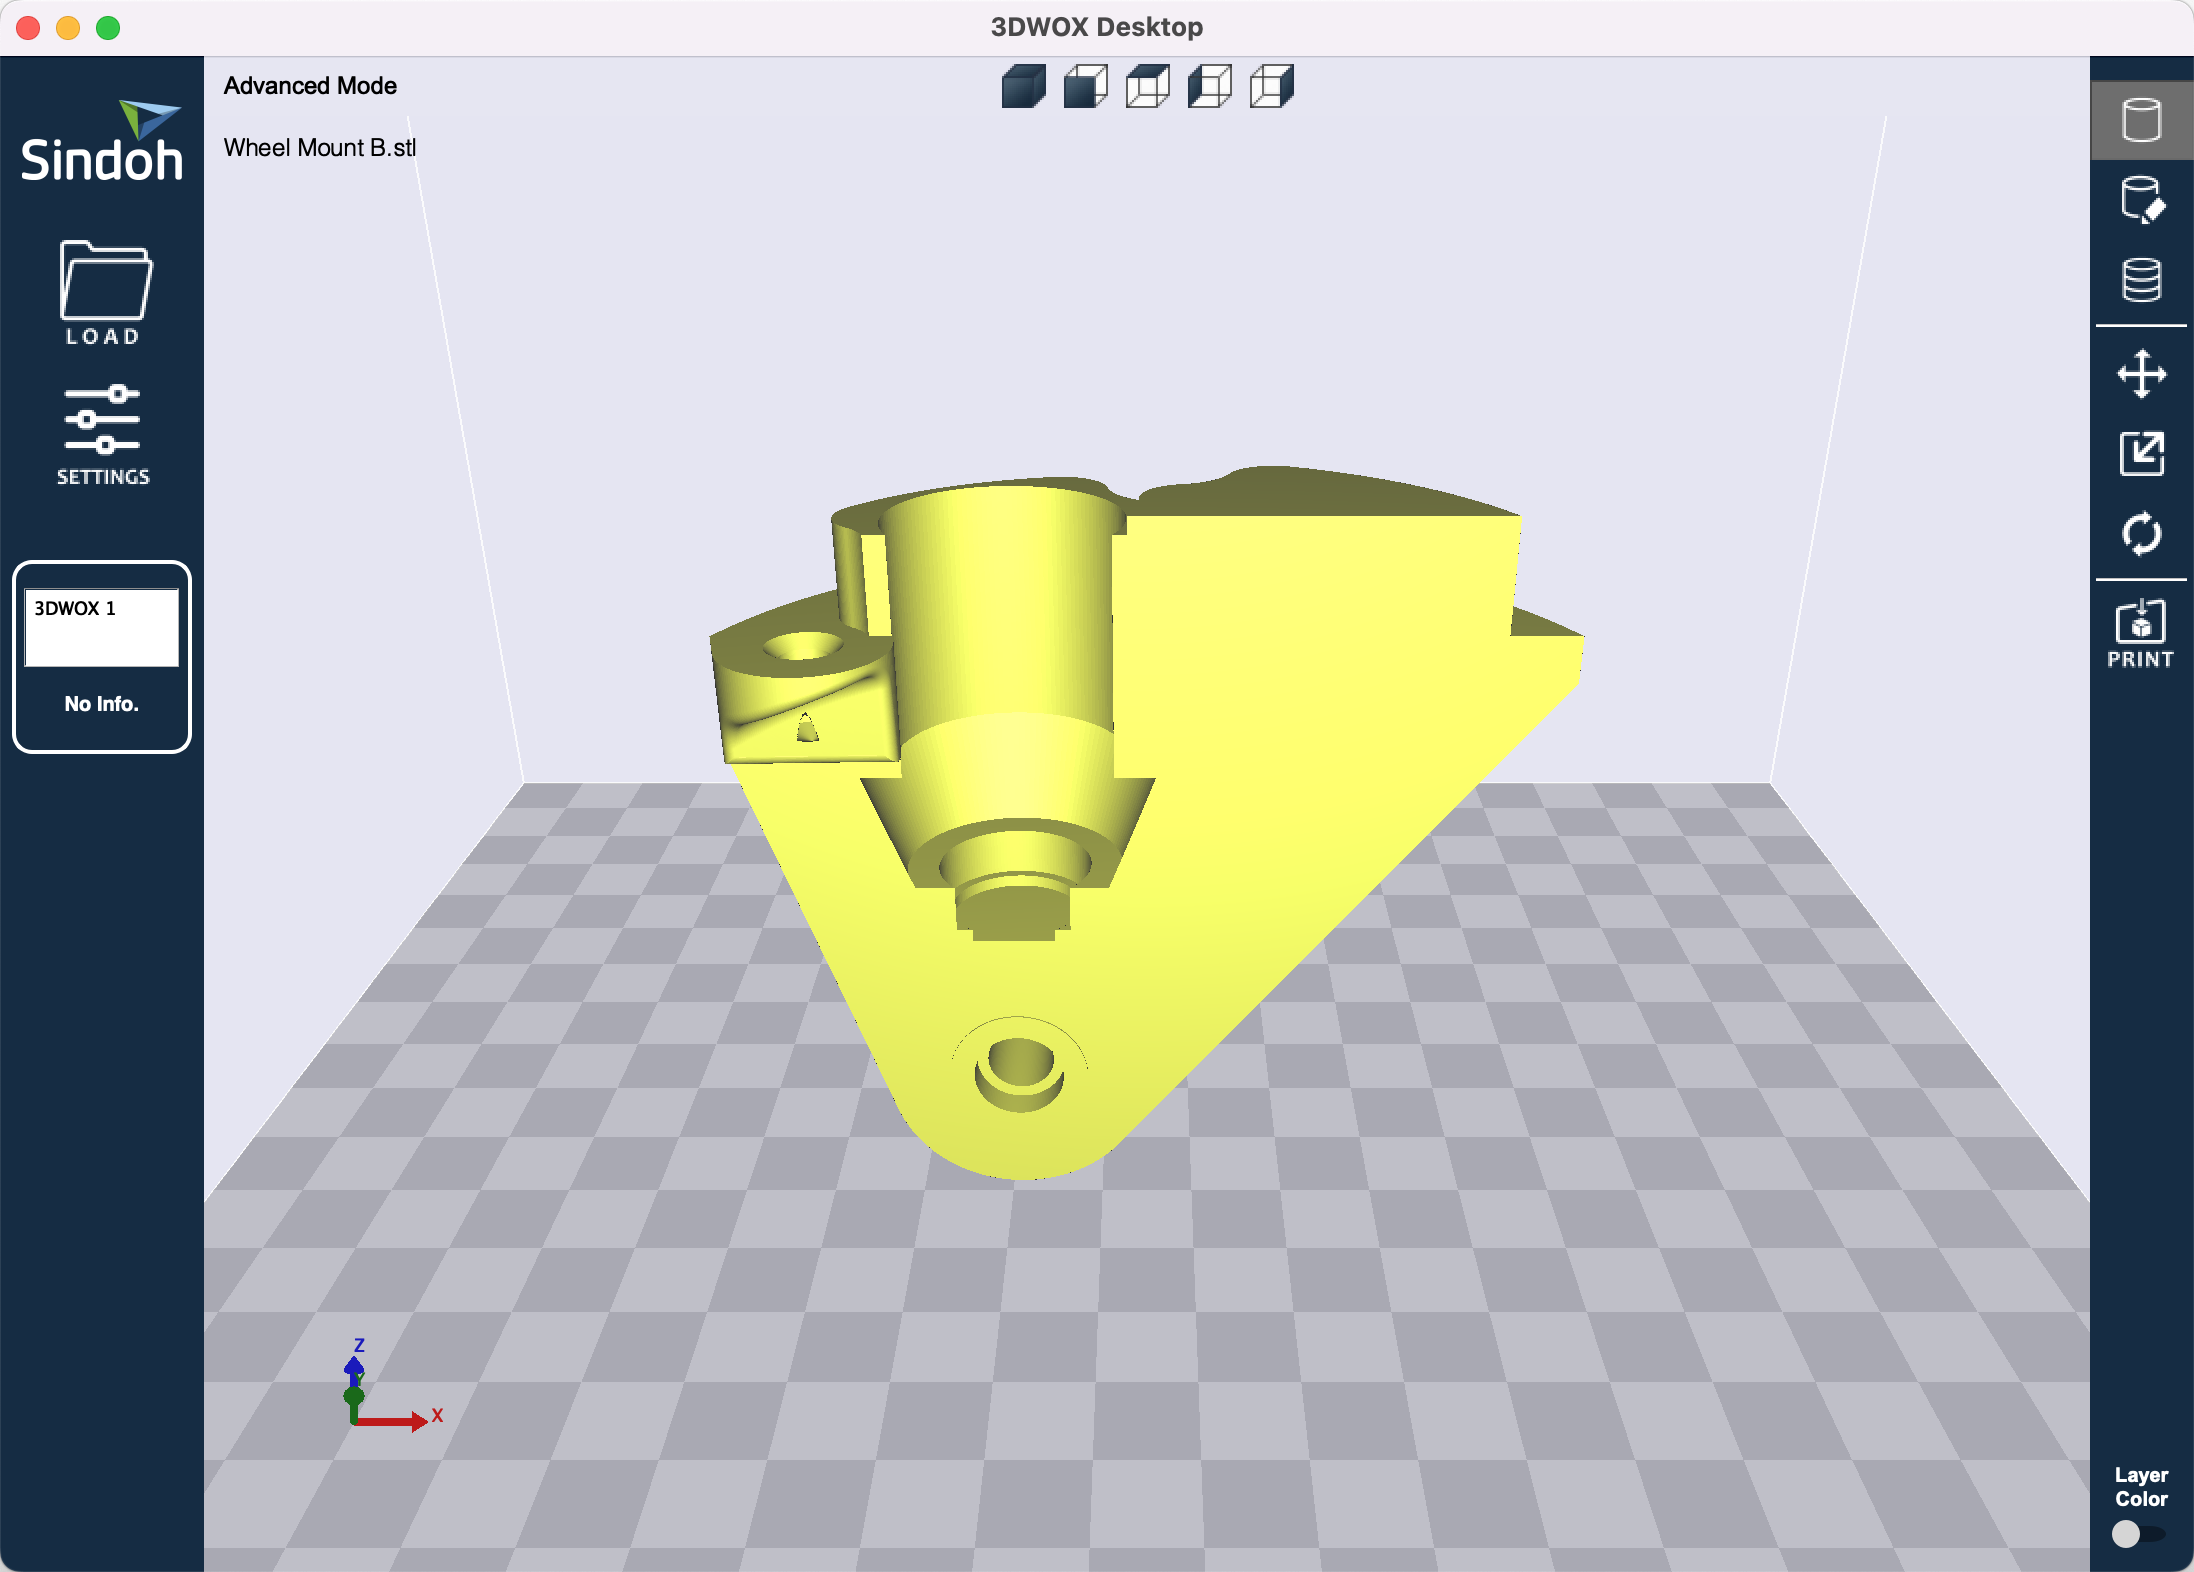 3DWOX Desktop
Advanced Mode
Wheel Mount B.stl
Sindoh
LOAD
SETTINGS
3DWOX 1
No Info.
PRINT
Z
Y
X
Layer
Color